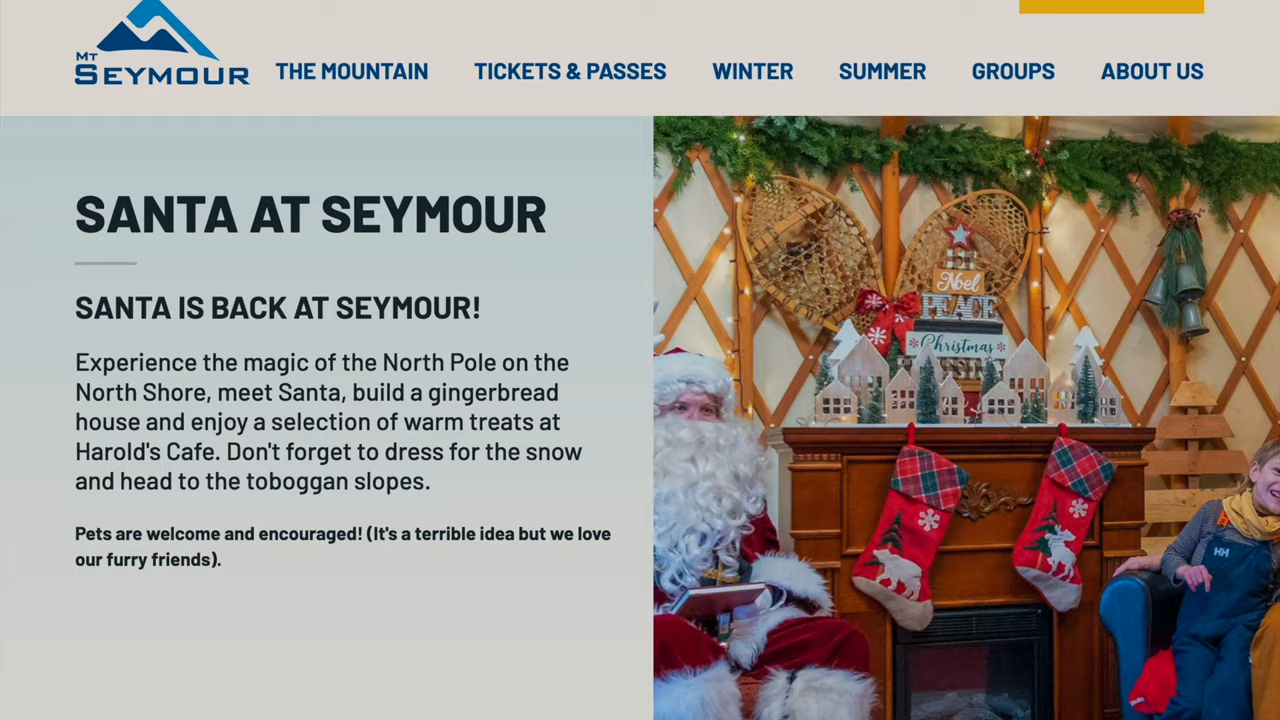 MT
SEYMOUR
THE MOUNTAIN TICKETS & PASSES WINTER SUMMER GROUPS ABOUT US
SANTA AT SEYMOUR
SANTA IS BACK AT SEYMOUR!
Experience the magic of the North Pole on the
North Shore, meet Santa, build a gingerbread
house and enjoy a selection of warm treats at
Harold's Cafe. Don't forget to dress for the snow
and head to the toboggan slopes.
Pets are welcome and encouraged! (It's a terrible idea but we love
our furry friends).
Noel
PEACE
Christmas
HH